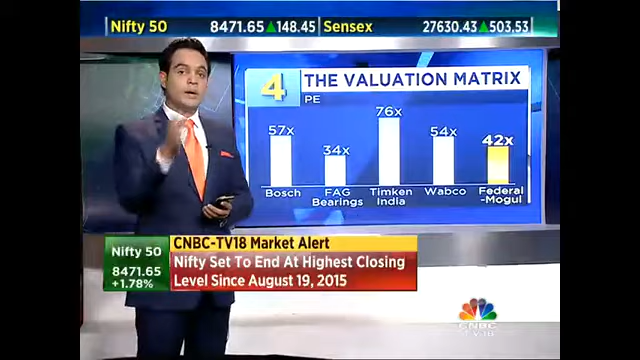 Nifty 50 8471.65 ▲ 148.45 Sensex 27630.43 ▲ 503.53
4 THE VALUATION MATRIX
PE
57x 34x 76x 54x 42x
Bosch
FAG
Bearings
Timken
India
Wabco
Federal
-Mogul
Nifty 50
8471.65
+1.78%
CNBC-TV18 Market Alert
Nifty Set To End At Highest Closing
Level Since August 19, 2015
CNBC